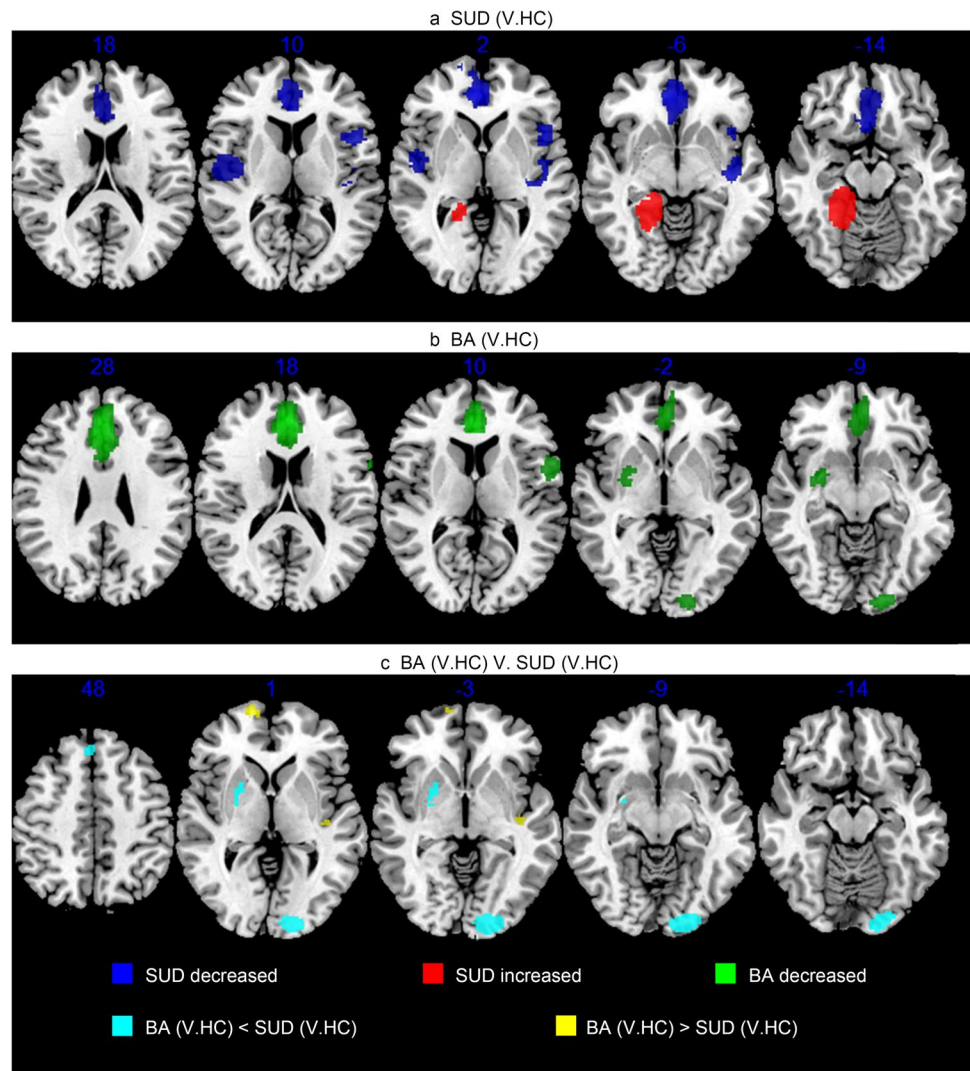 a SUD (V.HC)
18 10 2 -6 -14
b BA (V.HC)
28 18 10 -2 -9
c BA (V.HC) V. SUD (V.HC)
48 1 -3 -9 -14
SUD decreased SUD increased BA decreased
BA (V.HC) < SUD (V.HC) BA (V.HC) > SUD (V.HC)